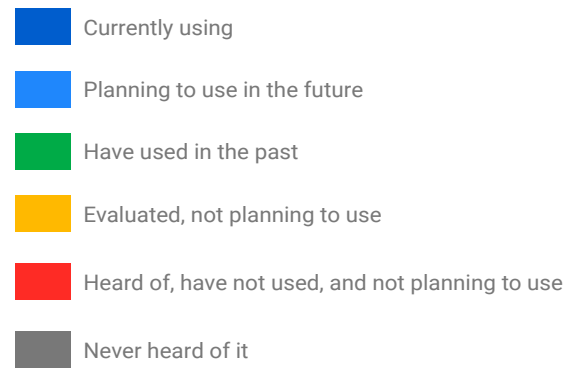 Currently using
Planning to use in the future
Have used in the past
Evaluated, not planning to use
Heard of, have not used, and not planning to use
Never heard of it